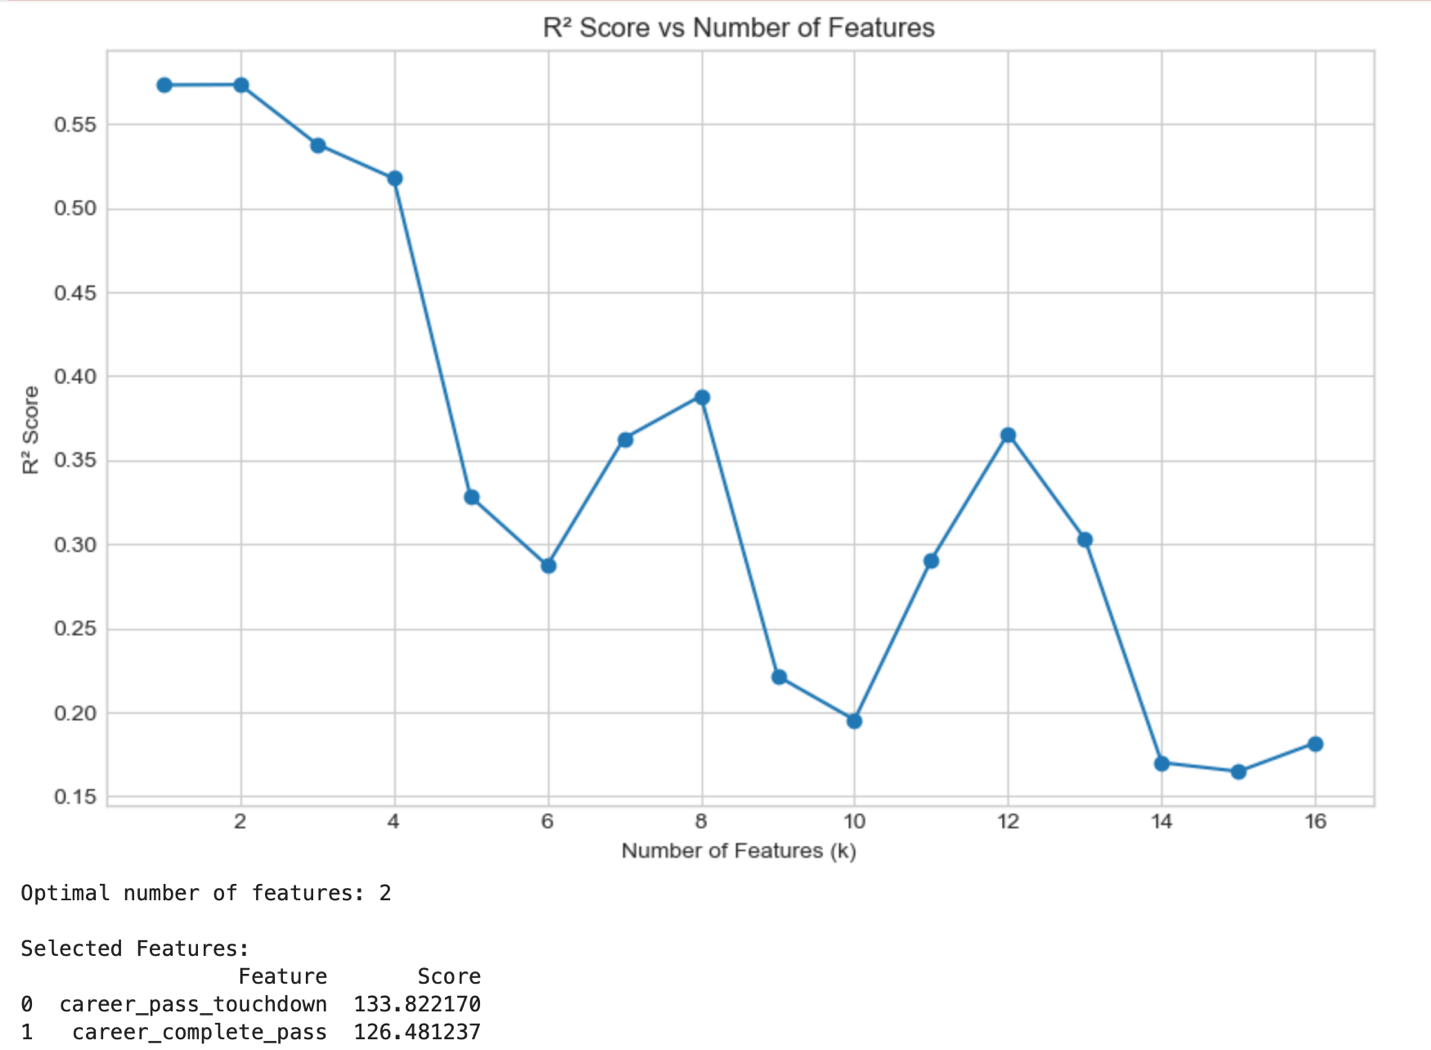 R² Score vs Number of Features
R² Score
0.55
0.50
0.45
0.40
0.35
0.30
0.25
0.20
0.15
2 4 6 8 10 12 14 16
Number of Features (k)
Optimal number of features: 2
Selected Features:
Feature Score
0 career_pass_touchdown 133.822170
1 career_complete_pass 126.481237